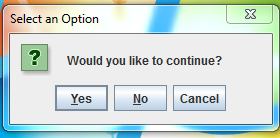 Select an Option
Would you like to continue?
Yes No Cancel